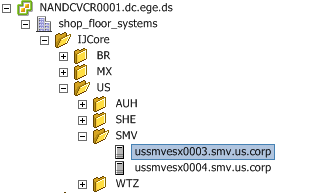 NANDCVCR0001.dc.ege.ds
shop_floor_systems
IJCore
BR
MX
US
AUH
SHE
SMV
ussmvesx0003.smv.us.corp
ussmvesx0004.smv.us.corp
WTZ